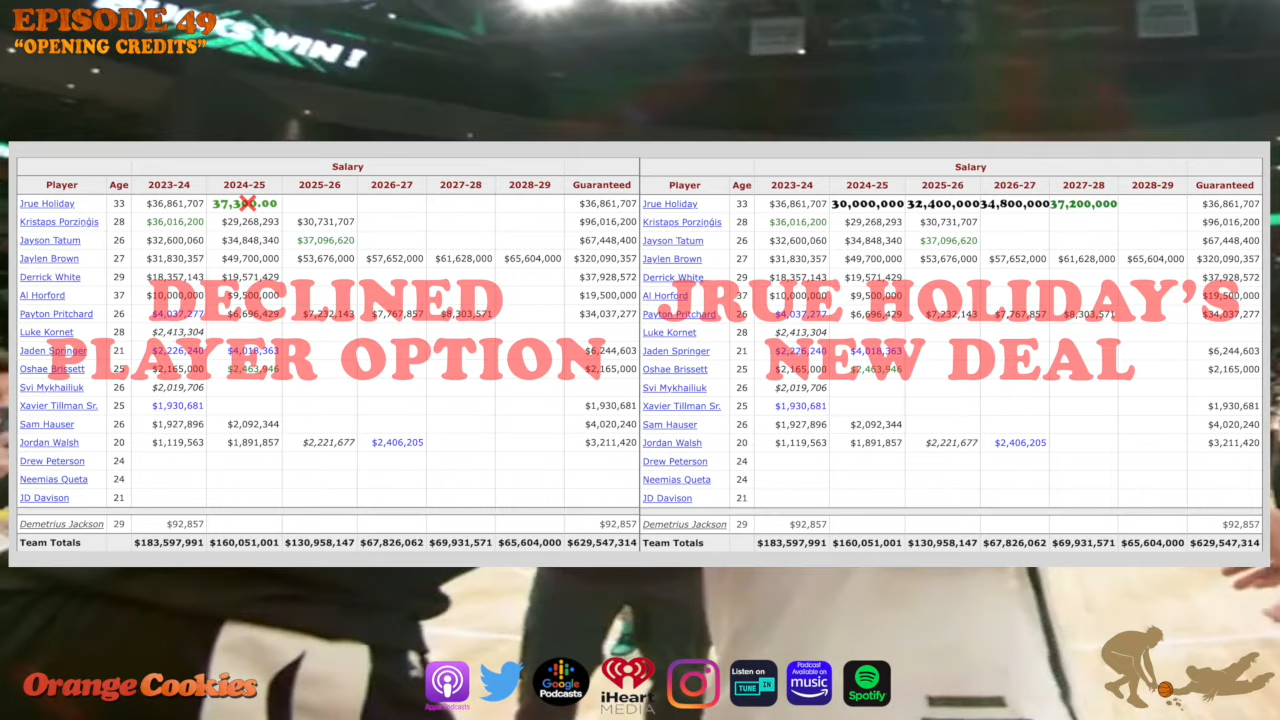 EPISODE 49
"OPENING CREDITS"
BUCKS WIN !
Salary
Player Age 2023-24 2024-25 2025-26 2026-27 2027-28 2028-29 Guaranteed
Jrue Holiday 33 $36,861,707 $36,861,707
Kristaps Porziņģis 28 $36,016,200 $29,268,293 $30,731,707 $96,016,200
Jayson Tatum 26 $32,600,060 $34,848,340 $37,096,620 $67,448,400
Jaylen Brown 27 $31,830,357 $49,700,000 $53,676,000 $57,652,000 $61,628,000 $65,604,000 $320,090,357
Derrick White 29 $18,357,143 $19,571,429 $37,928,572
Al Horford 37 $10,000,000 $9,500,000 $19,500,000
Payton Pritchard 26 $4,037,277 $6,696,429 $7,232,143 $7,767,857 $8,303,571 $34,037,277
Luke Kornet 28 $2,413,304
Jaden Springer 21 $2,226,240 $4,018,363 $6,244,603
Oshae Brissett 25 $2,165,000 $2,463,946 $2,165,000
Svi Mykhailiuk 26 $2,019,706
Xavier Tillman Sr. 25 $1,930,681 $1,930,681
Sam Hauser 26 $1,927,896 $2,092,344 $4,020,240
Jordan Walsh 20 $1,119,563 $1,891,857 $2,221,677 $2,406,205 $3,211,420
Drew Peterson 24
Neemias Queta 24
JD Davison 21
Demetrius Jackson 29 $92,857 $92,857
Team Totals $183,597,991 $160,051,001 $130,958,147 $67,826,062 $69,931,571 $65,604,000 $629,547,314
DECLINED
PLAYER OPTION
Salary
Player Age 2023-24 2024-25 2025-26 2026-27 2027-28 2028-29 Guaranteed
Jrue Holiday 33 $36,861,707 30,000,000 32,400,000 34,800,000 37,200,000 $36,861,707
Kristaps Porziņģis 28 $36,016,200 $29,268,293 $30,731,707 $96,016,200
Jayson Tatum 26 $32,600,060 $34,848,340 $37,096,620 $67,448,400
Jaylen Brown 27 $31,830,357 $49,700,000 $53,676,000 $57,652,000 $61,628,000 $65,604,000 $320,090,357
Derrick White 29 $18,357,143 $19,571,429 $37,928,572
Al Horford 37 $10,000,000 $9,500,000 $19,500,000
Payton Pritchard 26 $4,037,277 $6,696,429 $7,232,143 $7,767,857 $8,303,571 $34,037,277
Luke Kornet 28 $2,413,304
Jaden Springer 21 $2,226,240 $4,018,363 $6,244,603
Oshae Brissett 25 $2,165,000 $2,463,946 $2,165,000
Svi Mykhailiuk 26 $2,019,706
Xavier Tillman Sr. 25 $1,930,681 $1,930,681
Sam Hauser 26 $1,927,896 $2,092,344 $4,020,240
Jordan Walsh 20 $1,119,563 $1,891,857 $2,221,677 $2,406,205 $3,211,420
Drew Peterson 24
Neemias Queta 24
JD Davison 21
Demetrius Jackson 29 $92,857 $92,857
Team Totals $183,597,991 $160,051,001 $130,958,147 $67,826,062 $69,931,571 $65,604,000 $629,547,314
JRUE HOLIDAY'S
NEW DEAL
Orange Cookies
Apple Podcasts
Google
Podcasts
iHeart
MEDIA
Listen on
TUNE IN
Podcast
Available on
music
Spotify